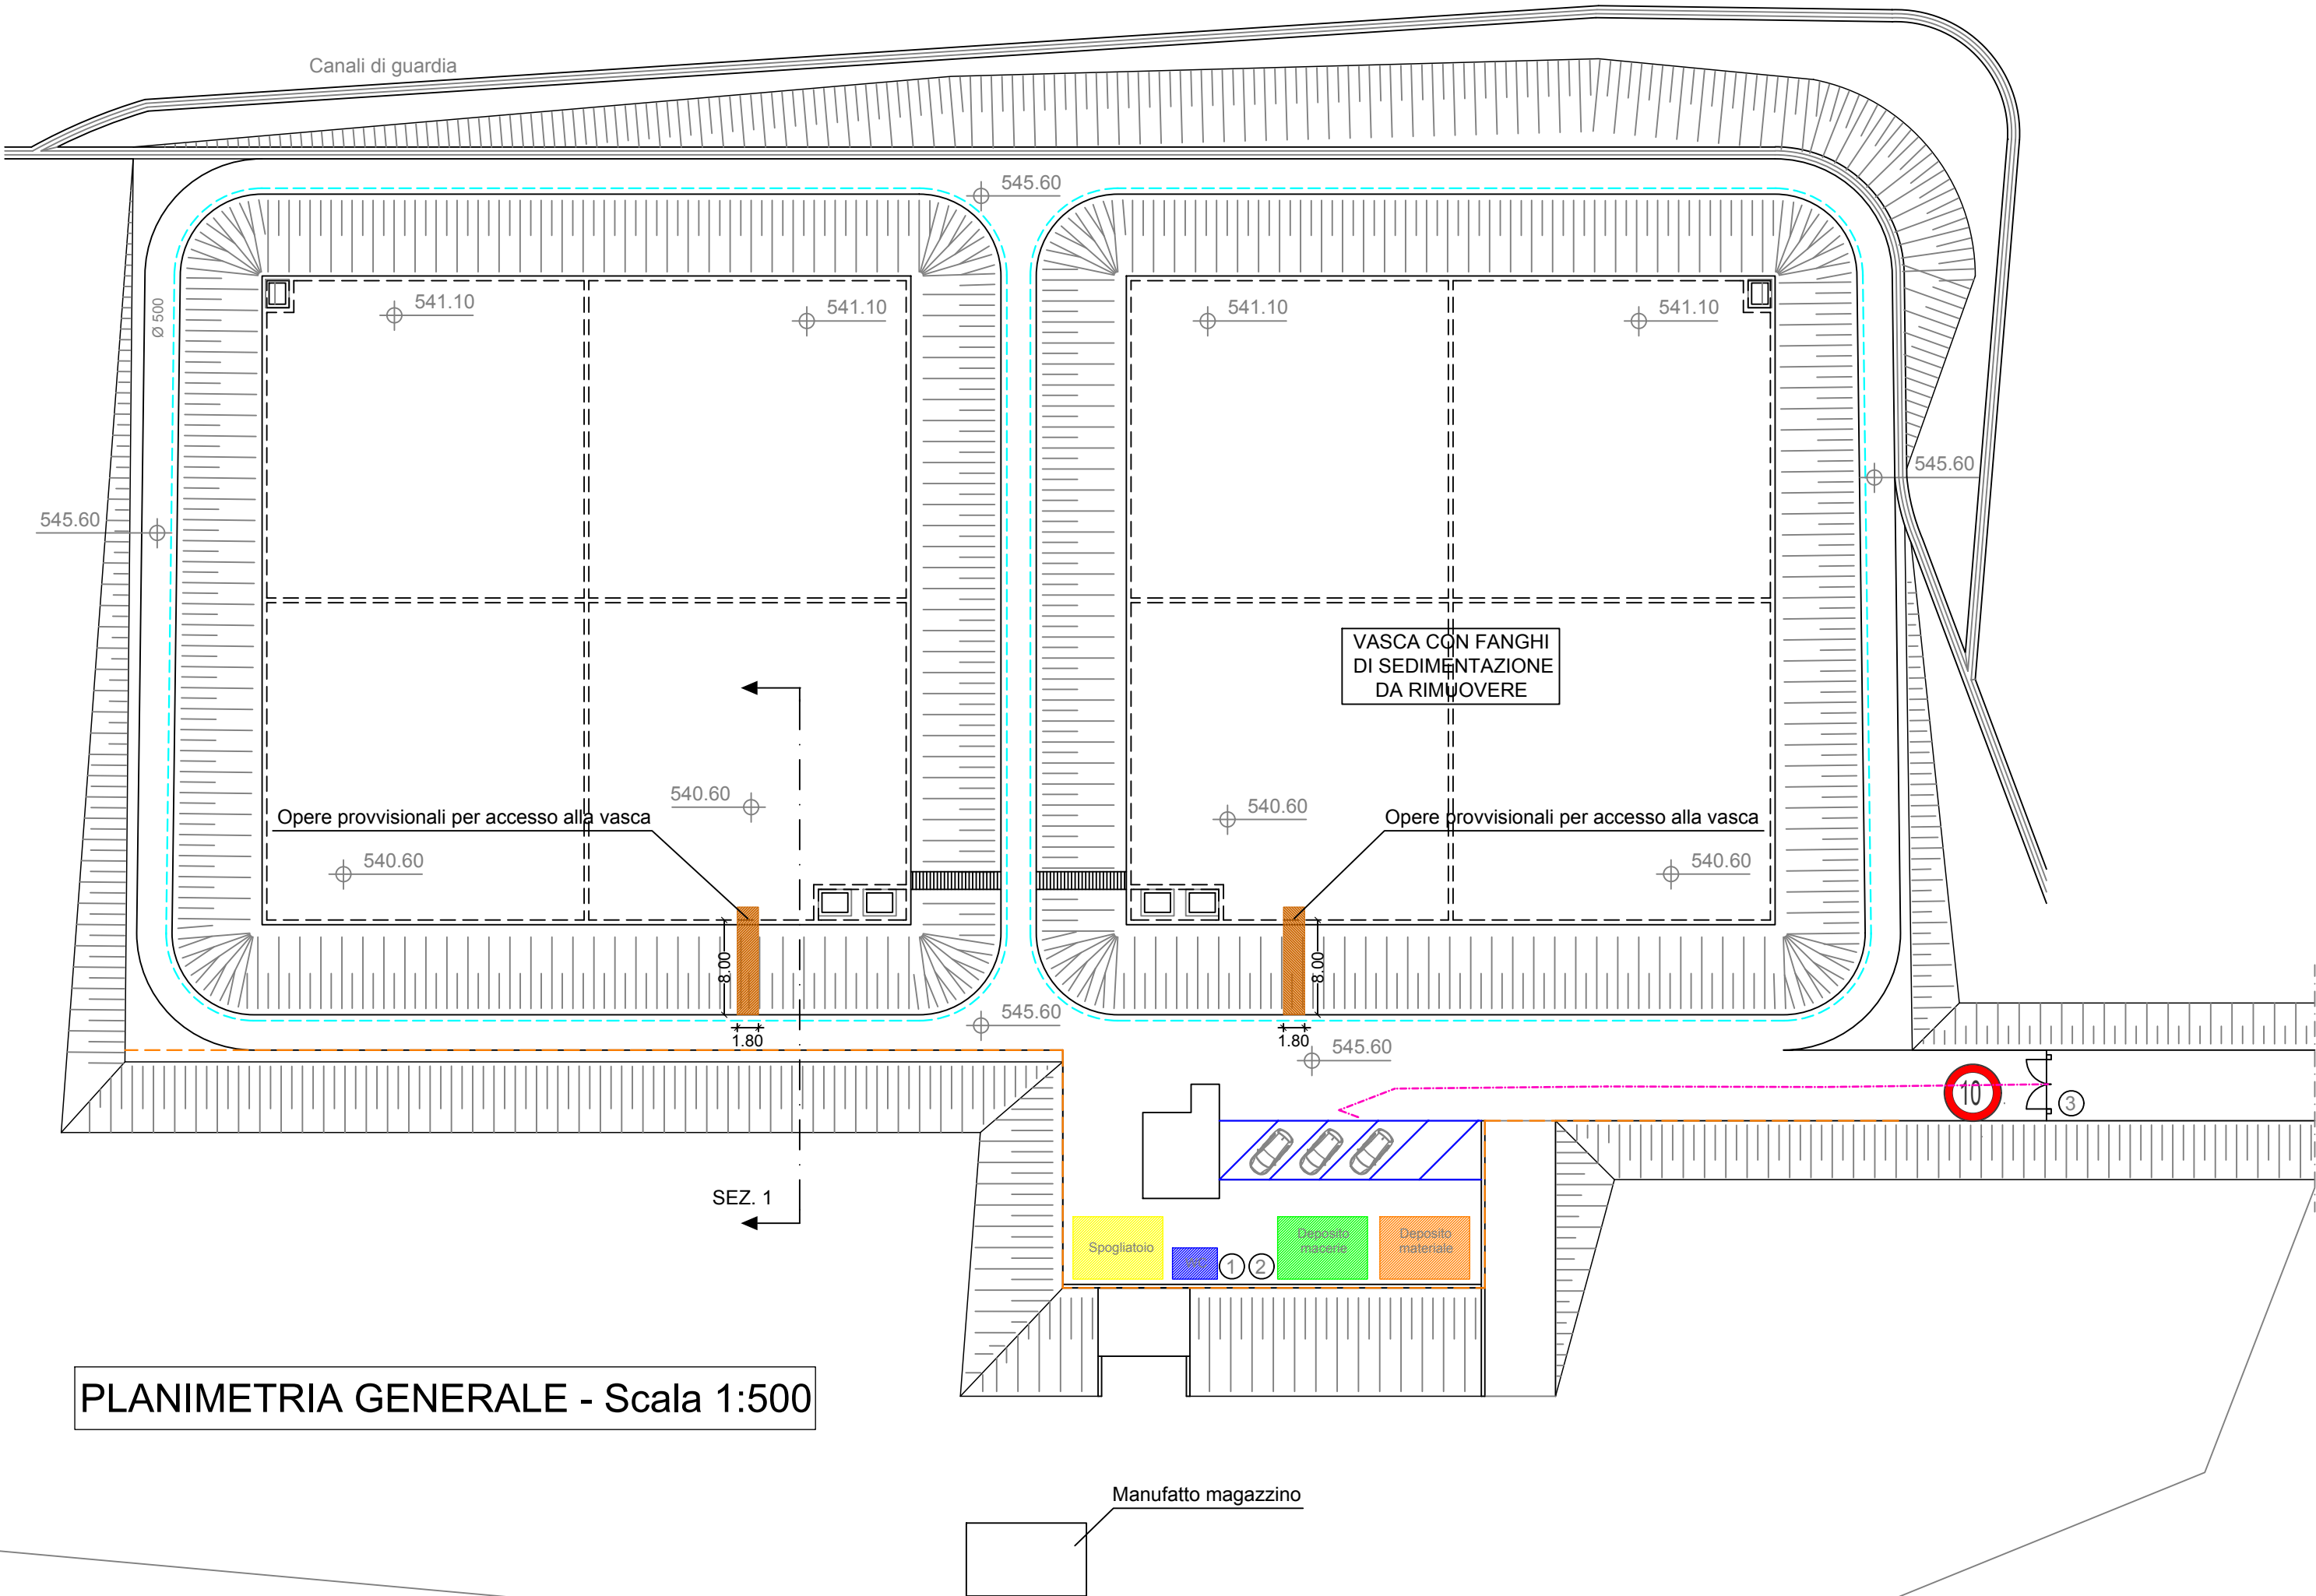 Canali di guardia
545.60
Ø 500
541.10
541.10
541.10
541.10
545.60
545.60
VASCA CON FANGHI
DI SEDIMENTAZIONE
DA RIMUOVERE
540.60
540.60
Opere provvisionali per accesso alla vasca
Opere provvisionali per accesso alla vasca
540.60
540.60
8.00
8.00
545.60
1.80
1.80
545.60
10
3
SEZ. 1
Spogliatoio
1
2
Deposito
macerie
Deposito
materiale
PLANIMETRIA GENERALE - Scala 1:500
Manufatto magazzino